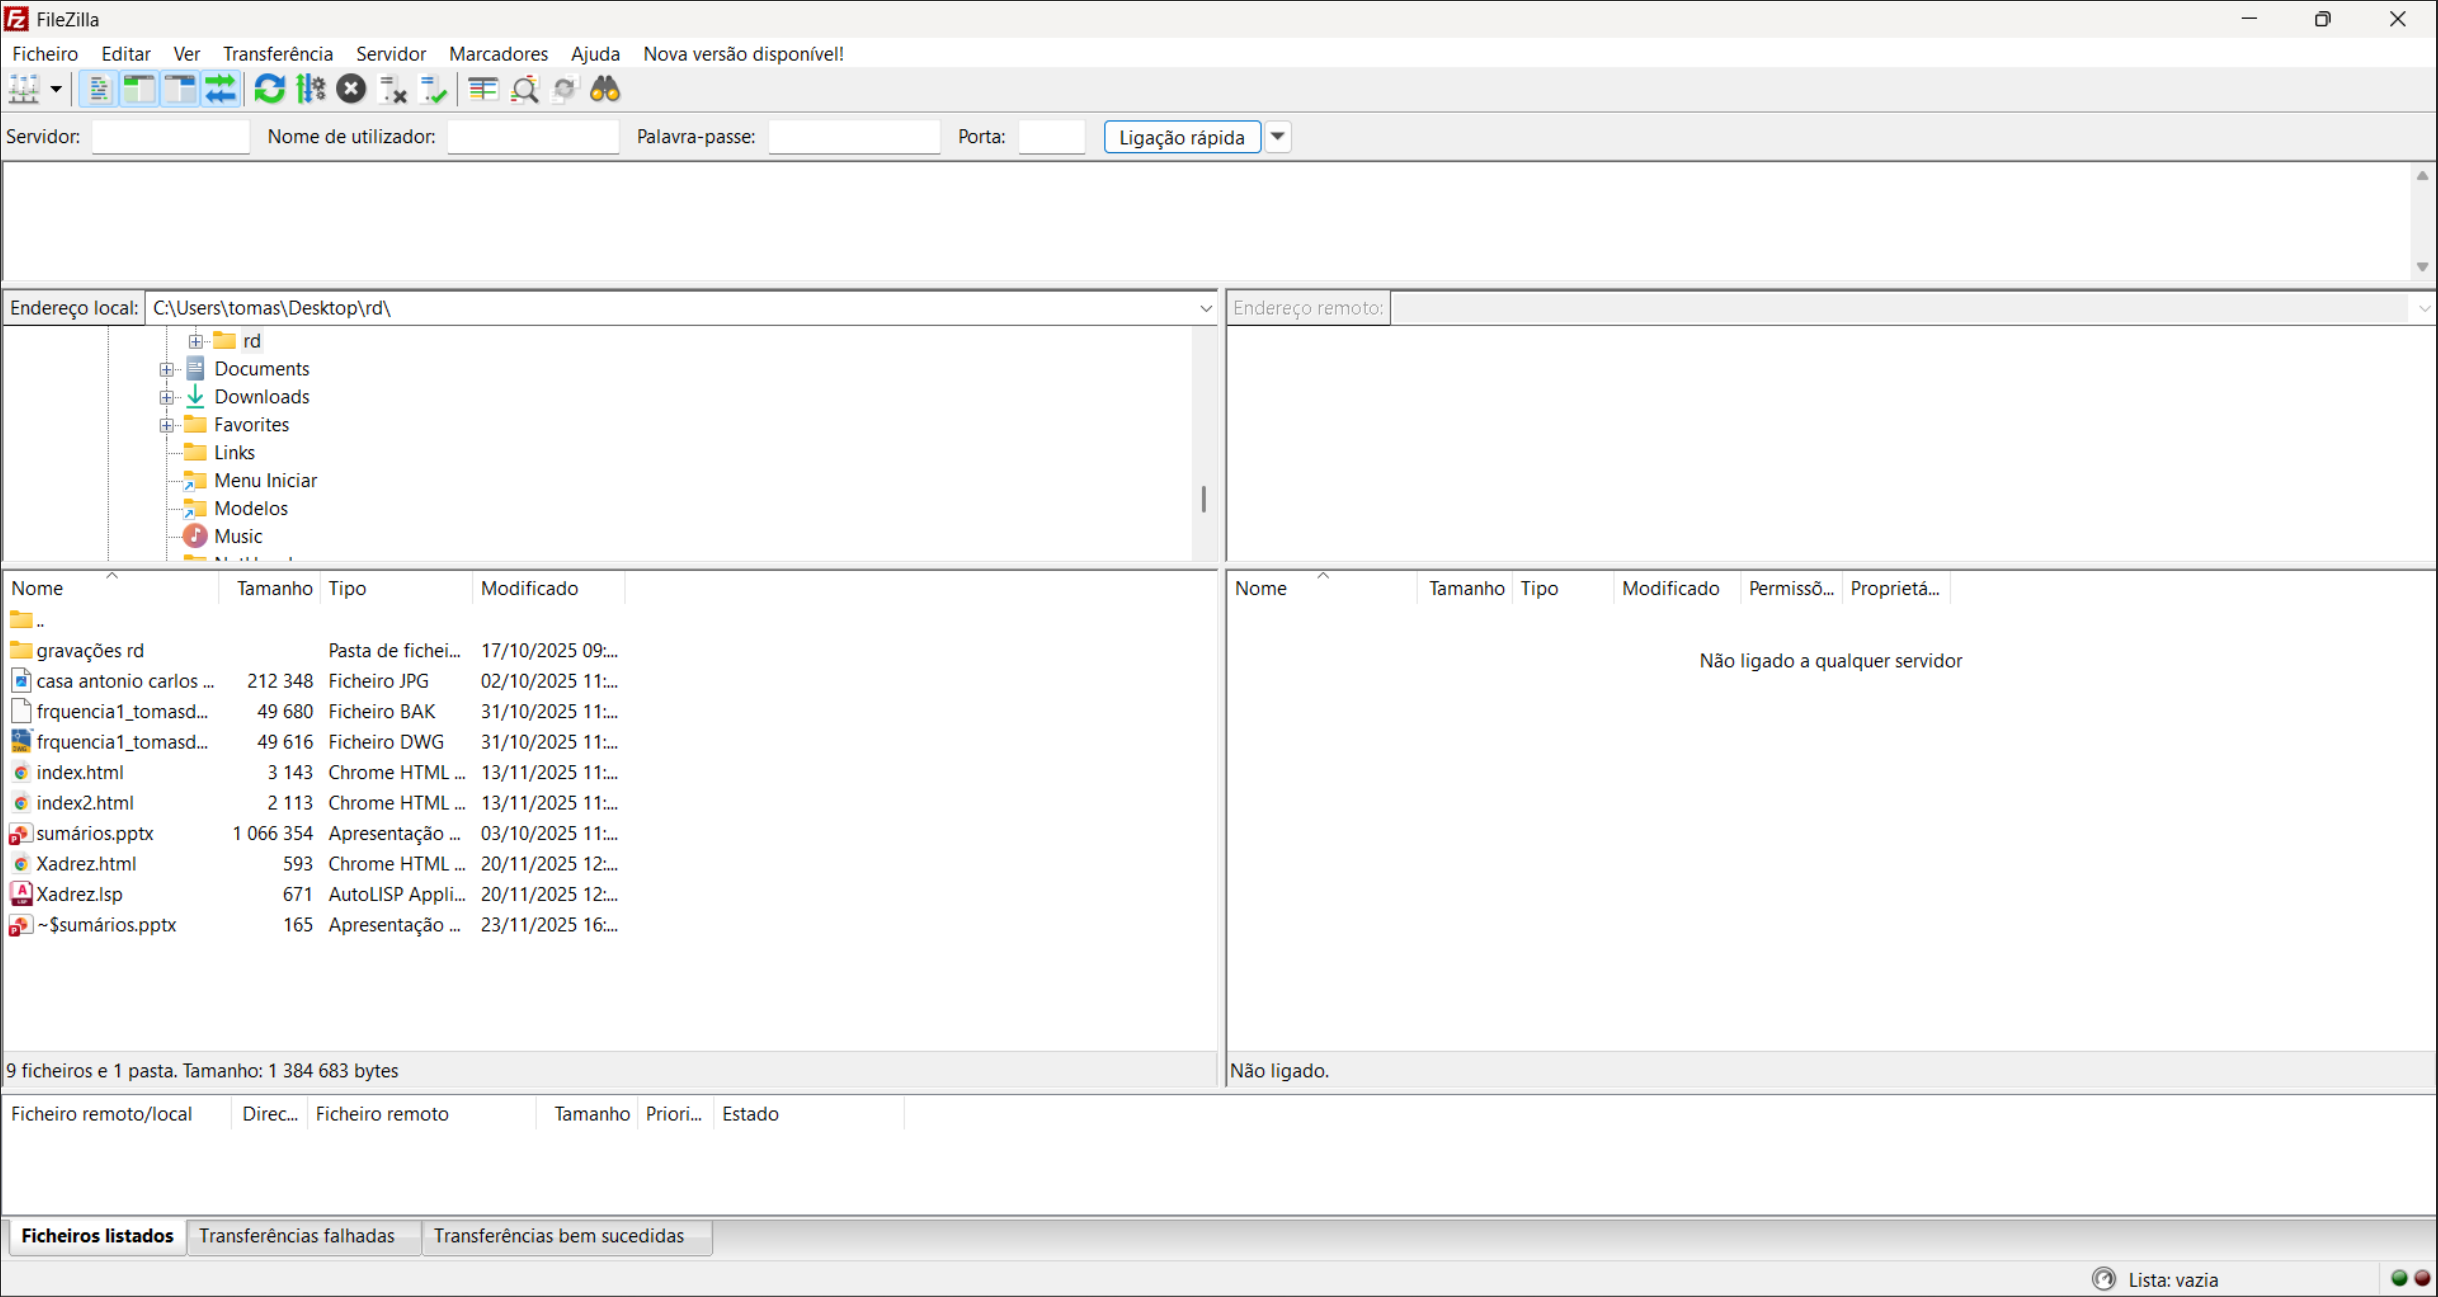 FileZilla
Ficheiro Editar Ver Transferência Servidor Marcadores Ajuda Nova versão disponível!
Servidor: Nome de utilizador: Palavra-passe: Porta: Ligação rápida
Endereço local: C:\Users\tomas\Desktop\rd\
Endereço remoto:
rd
Documents
Downloads
Favorites
Links
Menu Iniciar
Modelos
Music
Nome Tamanho Tipo Modificado
..
gravações rd Pasta de fichei... 17/10/2025 09:...
casa antonio carlos ... 212 348 Ficheiro JPG 02/10/2025 11:...
frquencia1_tomasd... 49 680 Ficheiro BAK 31/10/2025 11:...
frquencia1_tomasd... 49 616 Ficheiro DWG 31/10/2025 11:...
index.html 3 143 Chrome HTML ... 13/11/2025 11:...
index2.html 2 113 Chrome HTML ... 13/11/2025 11:...
sumários.pptx 1 066 354 Apresentação ... 03/10/2025 11:...
Xadrez.html 593 Chrome HTML ... 20/11/2025 12:...
Xadrez.lsp 671 AutoLISP Appli... 20/11/2025 12:...
~$sumários.pptx 165 Apresentação ... 23/11/2025 16:...
9 ficheiros e 1 pasta. Tamanho: 1 384 683 bytes
Nome Tamanho Tipo Modificado Permissõ... Proprietá...
Não ligado a qualquer servidor
Não ligado.
Ficheiro remoto/local Direc... Ficheiro remoto Tamanho Priori... Estado
Ficheiros listados Transferências falhadas Transferências bem sucedidas
Lista: vazia